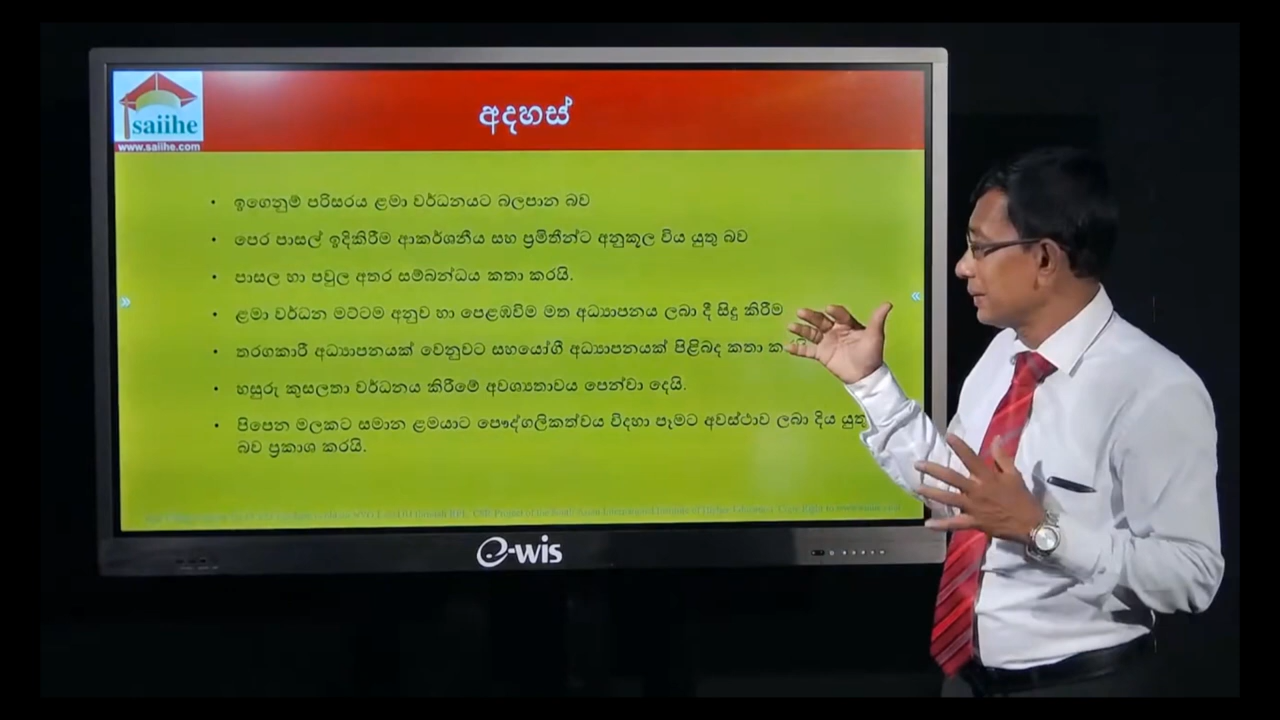 saiihe
www.saiihe.com
අදහස්
• ඉගෙනුම් පරිසරය ළමා වර්ධනයට බලපාන බව
• පෙර පාසල් ඉදිකිරීම ආකර්ශනීය සහ ප්‍රමිතීන්ට අනුකූල විය යුතු බව
• පාසල හා පවුල අතර සම්බන්ධය කතා කරයි.
• ළමා වර්ධන මට්ටම අනුව හා පෙළඹවීම මත අධ්‍යාපනය ලබා දී සිදු කිරීම
• තරගකාරී අධ්‍යාපනයක් වෙනුවට සහයෝගී අධ්‍යාපනයක් පිළිබද කතා
• හසුරු කුසලතා වර්ධනය කිරීමේ අවශ්‍යතාවය පෙන්වා දෙයි.
• පිපෙන මලකට සමාන ළමයාට පෞද්ගලිකත්වය විදහා පෑමට අවස්ථාව ලබා දිය යුතු
බව ප්‍රකාශ කරයි.
e-wis